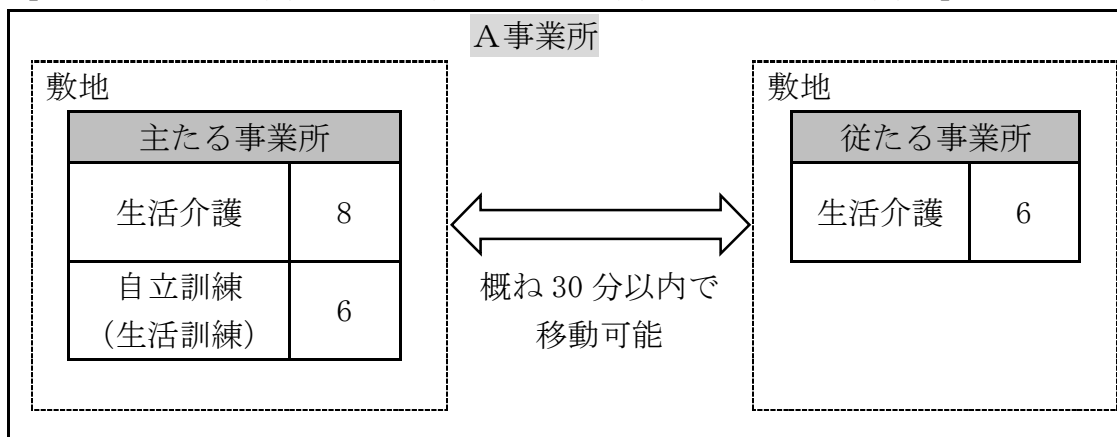 A事業所
敷地
主たる事業所
生活介護 8
自立訓練
(生活訓練) 6
概ね 30 分以内で
移動可能
敷地
従たる事業所
生活介護 6